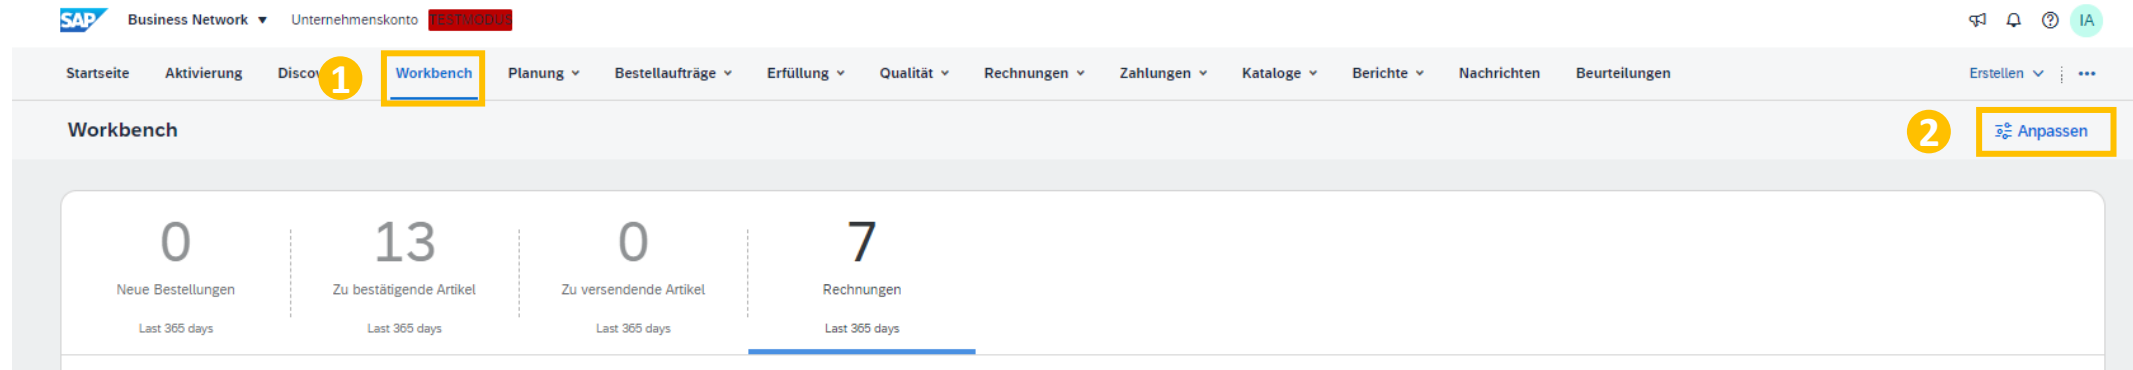 SAP Business Network ▼ Unternehmenskonto TESTMODUS IA
Startseite Aktivierung Workbench Planung Bestellaufträge Erfüllung Qualität Rechnungen Zahlungen Kataloge Berichte Nachrichten Beurteilungen Erstellen ...
1
Workbench
2 Anpassen
0 13 0 7
Neue Bestellungen Zu bestätigende Artikel Zu versendende Artikel Rechnungen
Last 365 days Last 365 days Last 365 days Last 365 days